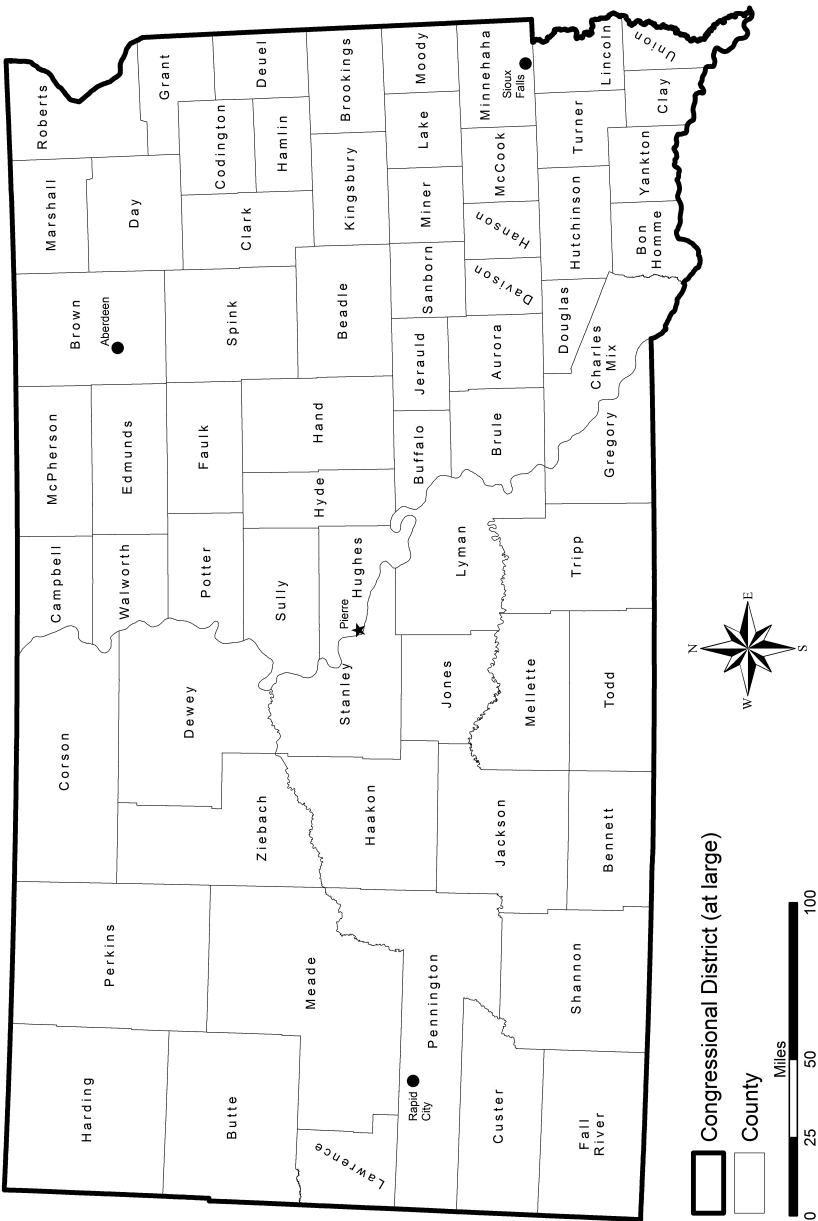 Harding
Perkins
Corson
Campbell
McPherson
Brown
Marshall
Roberts
Aberdeen
Walworth
Edmunds
Day
Grant
Dewey
Butte
Ziebach
Potter
Faulk
Spink
Codington
Deuel
Clark
Hamlin
Meade
Sully
Hyde
Hand
Beadle
Kingsbury
Brookings
Lawrence
Haakon
Stanley
Pierre
Hughes
Buffalo
Jerauld
Sanborn
Miner
Lake
Moody
Rapid
City
Pennington
Jackson
Jones
Lyman
Brule
Aurora
Davison
Hanson
McCook
Minnehaha
Sioux
Falls
Custer
Mellette
Tripp
Douglas
Hutchinson
Turner
Lincoln
Fall
River
Shannon
Bennett
Todd
Gregory
Charles
Mix
Bon
Homme
Yankton
Clay
Union
N
W
E
S
Congressional District (at large)
County
Miles
0
25
50
100